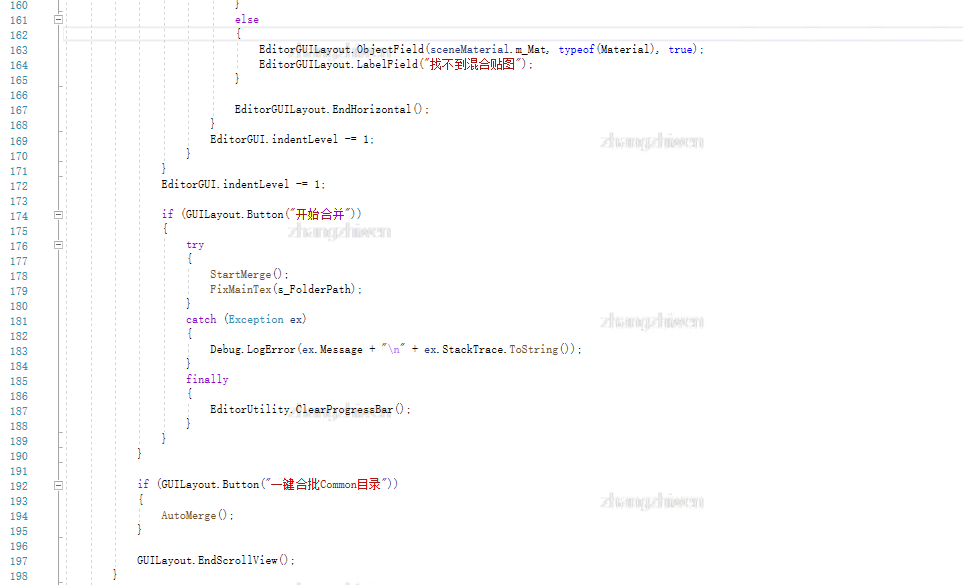 160 }
161 else
162 {
163 EditorGUILayout.ObjectField(sceneMaterial.m_Mat, typeof(Material), true);
164 EditorGUILayout.LabelField("找不到混合贴图");
165 }
166
167 EditorGUILayout.EndHorizontal();
168 }
169 EditorGUI.indentLevel -= 1;
170 }
171 }
172 EditorGUI.indentLevel -= 1;
173
174 if (GUILayout.Button("开始合并"))
175 {
176 try
177 {
178 StartMerge();
179 FixMainTex(s_FolderPath);
180 }
181 catch (Exception ex)
182 {
183 Debug.LogError(ex.Message + "\n" + ex.StackTrace.ToString());
184 }
185 finally
186 {
187 EditorUtility.ClearProgressBar();
188 }
189 }
190 }
191
192 if (GUILayout.Button("一键合批Common目录"))
193 {
194 AutoMerge();
195 }
196
197 GUILayout.EndScrollView();
198 }
zhangzhiwen
zhangzhiwen
zhangzhiwen
zhangzhiwen
zhangzhiwen